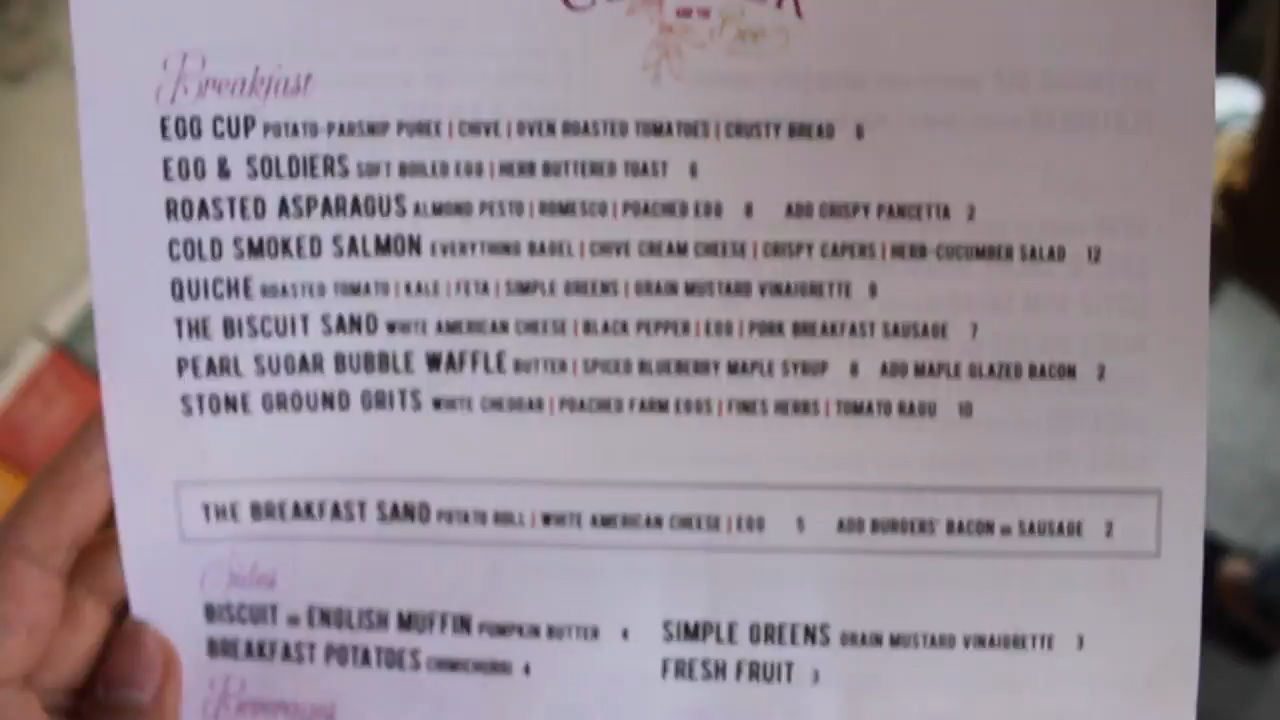 Breakfast
EGG CUP POTATO-PARSNIP PUREE | CHIVE | OVEN ROASTED TOMATOES | CRUSTY BREAD
EGG & SOLDIERS SOFT BOILED EGG | HERB BUTTERED TOAST
ROASTED ASPARAGUS ALMOND PESTO | ROMESCO | POACHED EGG ADD CRISPY PANCETTA 2
COLD SMOKED SALMON EVERYTHING BAGEL | CHIVE CREAM CHEESE | CRISPY CAPERS | HERB-CUCUMBER SALAD 12
QUICHE ROASTED TOMATO | KALE | FETA | SIMPLE GREENS | GRAIN MUSTARD VINAIGRETTE
THE BISCUIT SAND WHITE AMERICAN CHEESE | BLACK PEPPER | EGG | PORK BREAKFAST SAUSAGE 7
PEARL SUGAR BUBBLE WAFFLE BUTTER | SPICED BLUEBERRY MAPLE SYRUP ADD MAPLE GLAZED BACON 2
STONE GROUND GRITS WHITE CHEDDAR | POACHED FARM EGGS | FINES HERBS | TOMATO RAGU 10
THE BREAKFAST SAND POTATO ROLL | WHITE AMERICAN CHEESE | EGG 5 ADD BURGERS' BACON or SAUSAGE 2
Sides
BISCUIT or ENGLISH MUFFIN PUMPKIN BUTTER 4
SIMPLE GREENS GRAIN MUSTARD VINAIGRETTE 3
BREAKFAST POTATOES CHIMICHURRI 4
FRESH FRUIT 3
Beverages